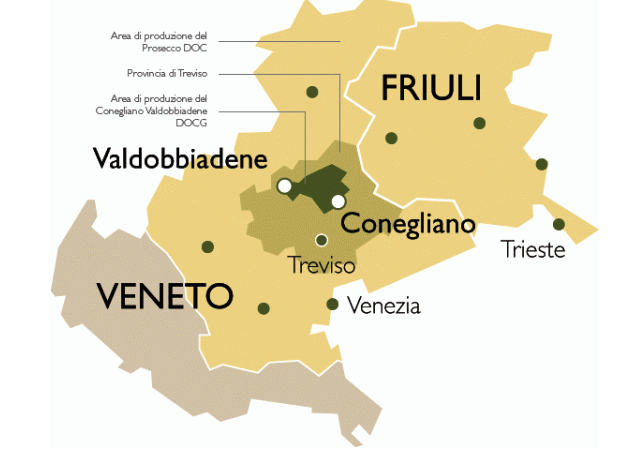 Area di produzione del
Prosecco DOC
Provincia di Treviso
Area di produzione del
Conegliano Valdobbiadene
DOCG
FRIULI
Valdobbiadene
Conegliano
Trieste
Treviso
VENETO
Venezia